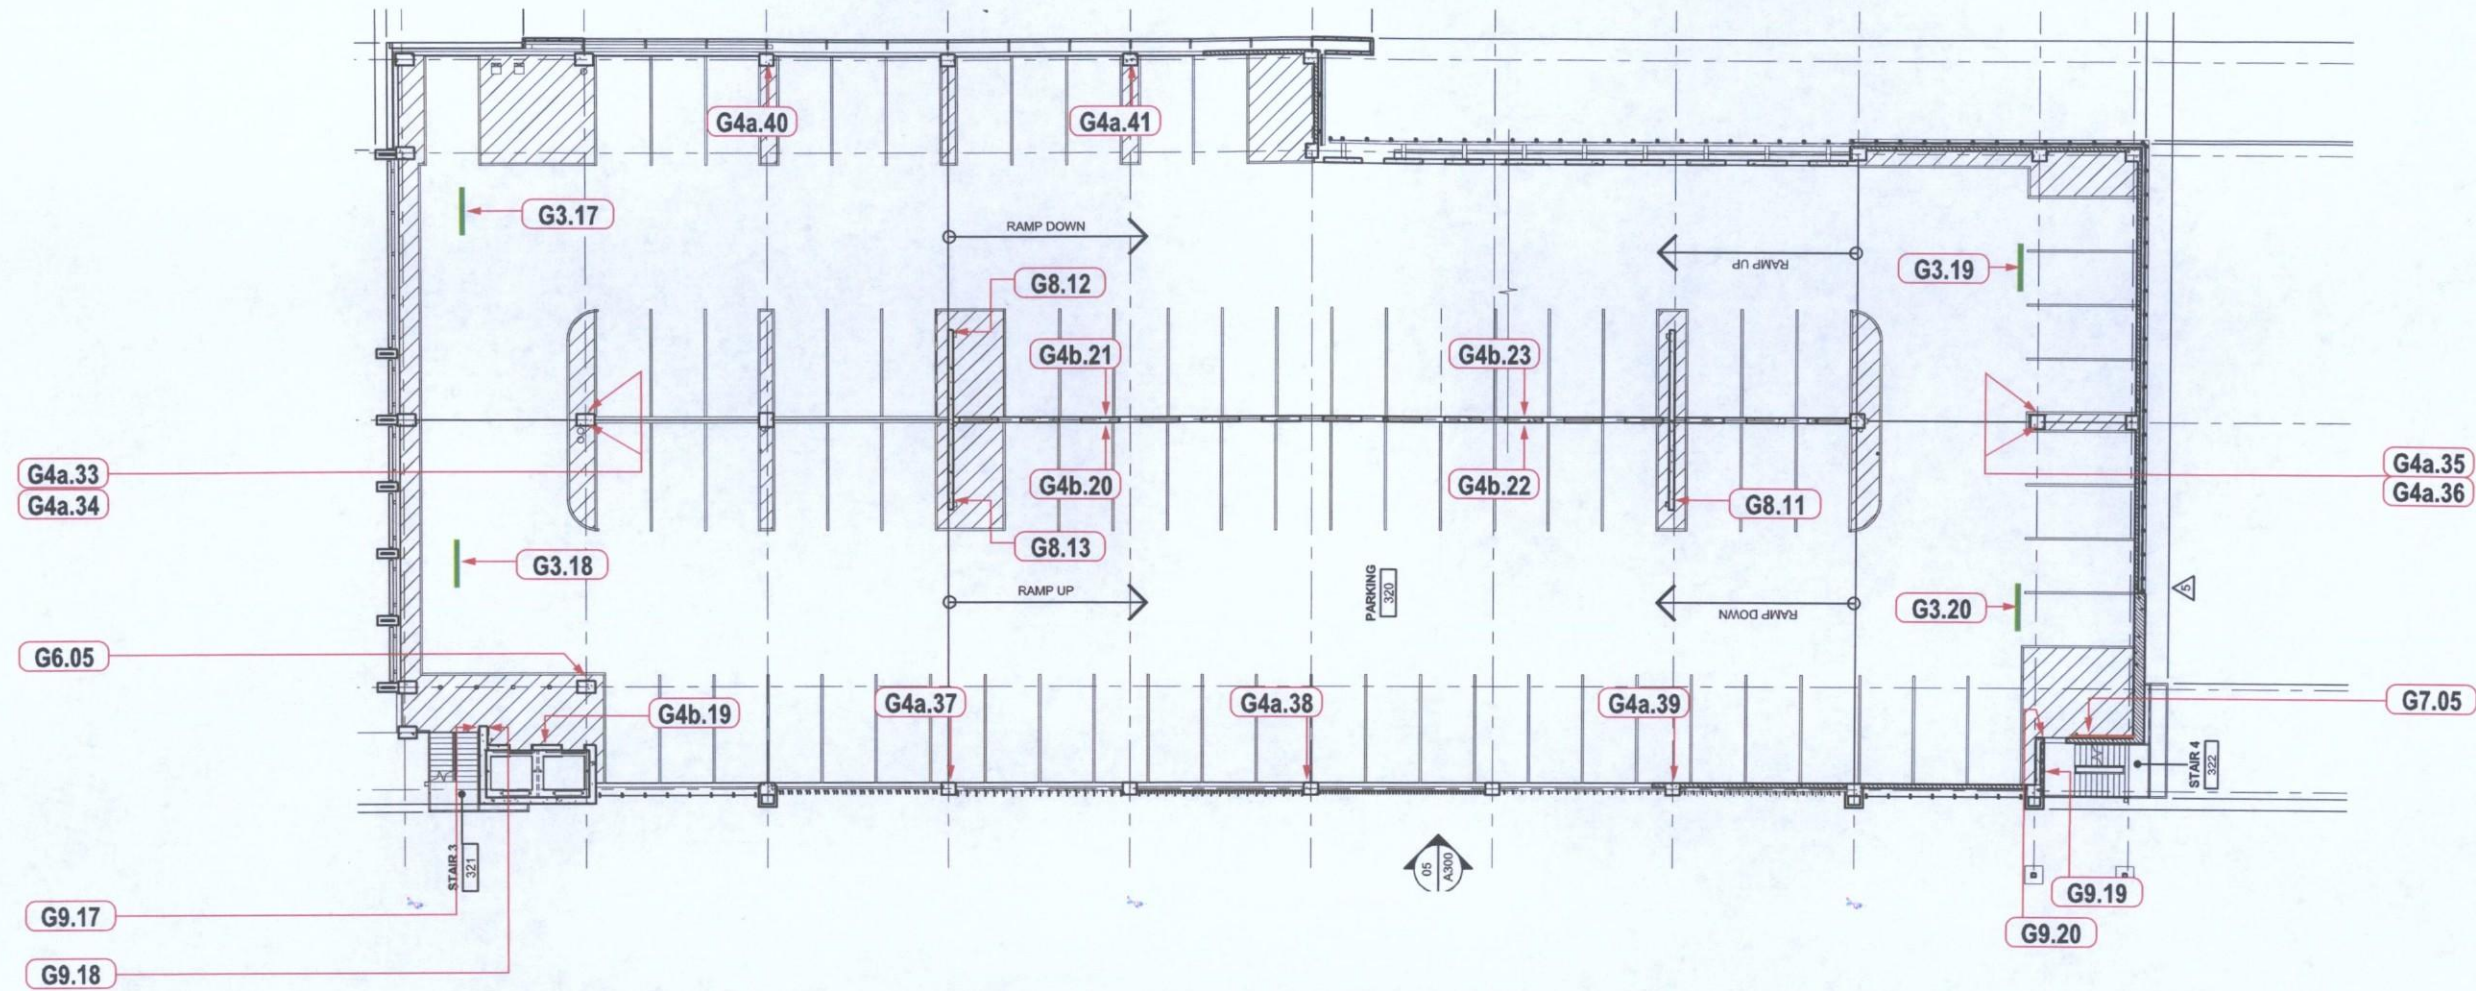 G4a.40
G4a.41
G3.17
RAMP DOWN
RAMP UP
G3.19
G8.12
G4b.21
G4b.23
G4a.33
G4a.34
G4b.20
G4b.22
G8.11
G4a.35
G4a.36
G8.13
G3.18
RAMP UP
PARKING
320
RAMP DOWN
G3.20
5
G6.05
G4b.19
G4a.37
G4a.38
G4a.39
G7.05
STAIR 3
321
05
A300
STAIR 4
322
G9.17
G9.18
G9.19
G9.20